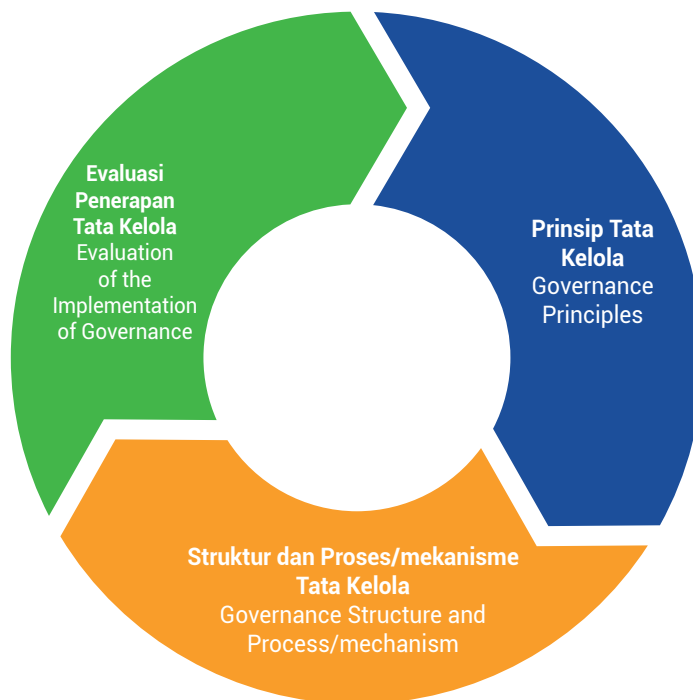 Evaluasi
Penerapan
Tata Kelola
Evaluation
of the
Implementation
of Governance
Prinsip Tata
Kelola
Governance
Principles
Struktur dan Proses/mekanisme
Tata Kelola
Governance Structure and
Process/mechanism